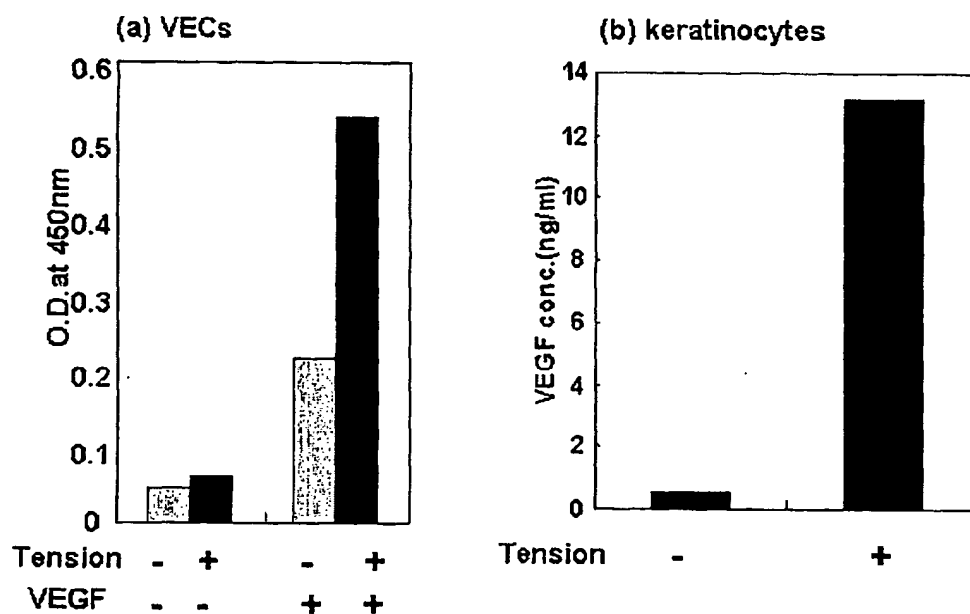 (a) VECs
0.6
0.5
0.4
0.3
0.2
0.1
0
O.D.at 450nm
Tension - + - +
VEGF - - + +
(b) keratinocytes
14
12
10
8
6
4
2
0
VEGF conc.(ng/ml)
Tension - +